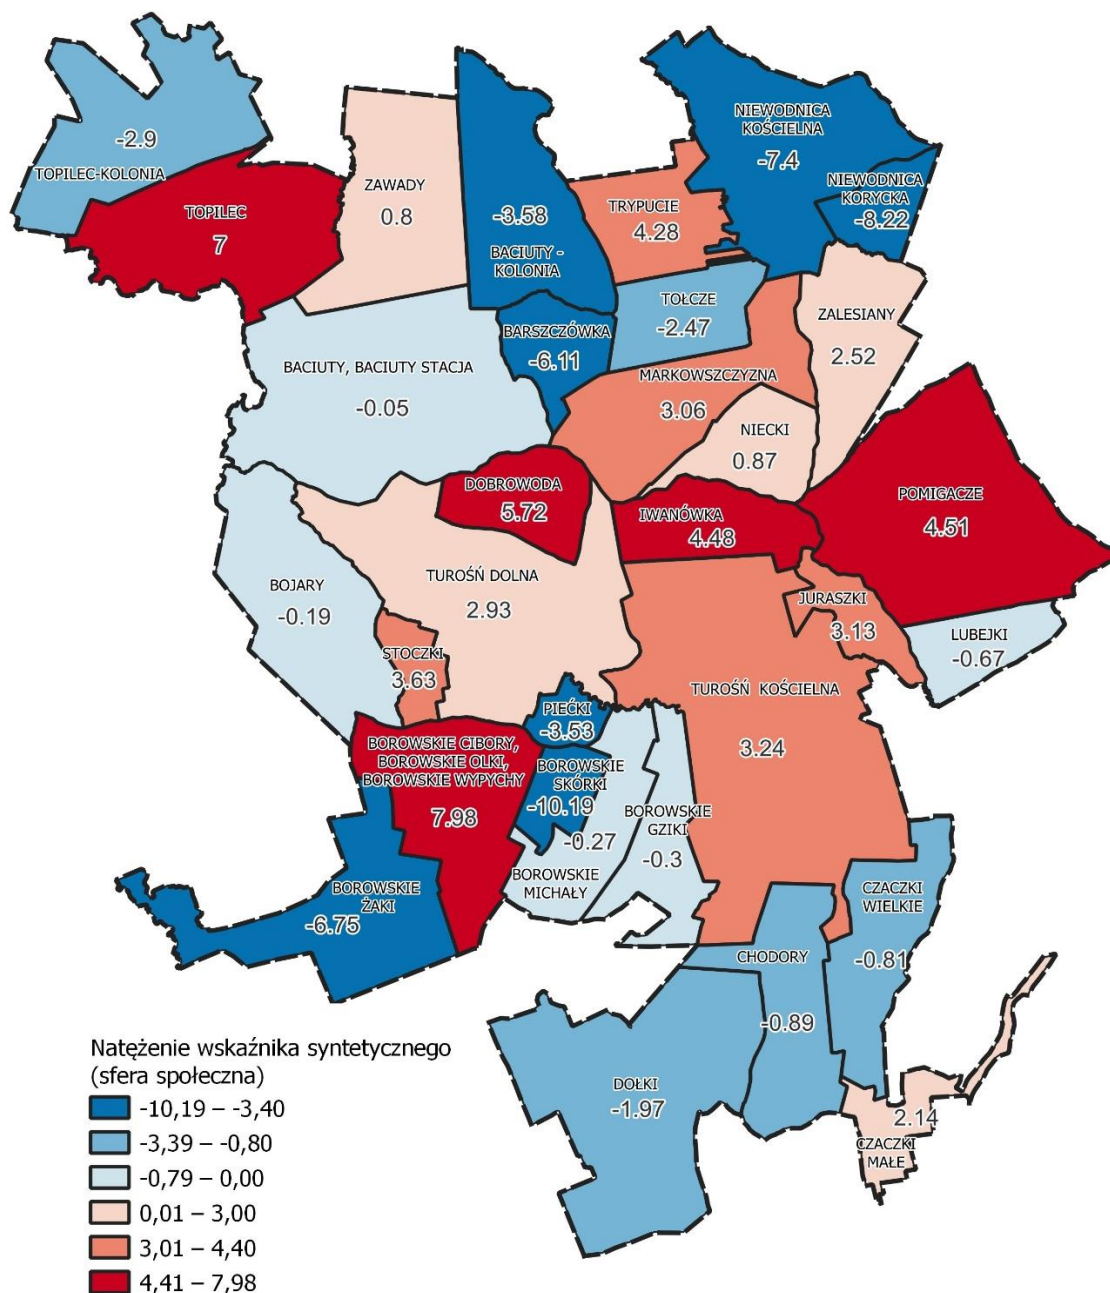 NIEWODNICA
KOŚCIELNA
-7.4
-2.9
TOPILEC-KOLONIA
NIEWODNICA
KORYCKA
-8.22
ZAWADY
0.8
TOPILEC
7
-3.58
BACIUTY -
KOLONIA
TRYPUCIE
4.28
TOŁCZE
-2.47
ZALESIANY
2.52
BARSZCZÓWKA
-6.11
BACIUTY, BACIUTY STACJA
-0.05
MARKOWSZCZYZNA
3.06
NIECKI
0.87
DOBROWODA
5.72
IWANÓWKA
4.48
POMIGACZE
4.51
BOJARY
-0.19
TUROŚŃ DOLNA
2.93
JURASZKI
3.13
LUBEJKI
-0.67
STOCZKI
3.63
TUROŚŃ KOŚCIELNA
3.24
PIEĆKI
-3.53
BOROWSKIE CIBORY,
BOROWSKIE OLKI,
BOROWSKIE WYPYCHY
7.98
BOROWSKIE
SKÓRKI
-10.19
-0.27
BOROWSKIE
MICHAŁY
BOROWSKIE
GZIKI
-0.3
BOROWSKIE
ŻAKI
-6.75
CZACZKI
WIELKIE
-0.81
CHODORY
-0.89
DOŁKI
-1.97
2.14
CZACZKI
MAŁE
Natężenie wskaźnika syntetycznego
(sfera społeczna)
-10,19 – -3,40
-3,39 – -0,80
-0,79 – 0,00
0,01 – 3,00
3,01 – 4,40
4,41 – 7,98